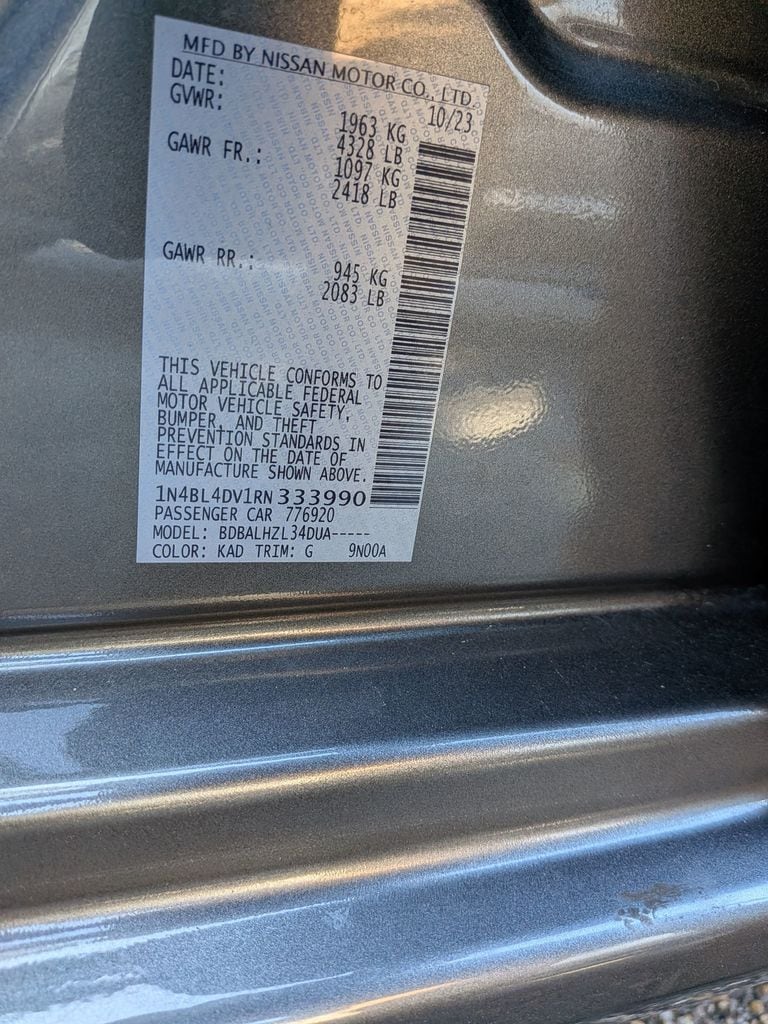 MFD BY NISSAN MOTOR CO., LTD.
DATE: 10/23
GVWR: 1963 KG
4328 LB
GAWR FR.: 1097 KG
2418 LB
GAWR RR.: 945 KG
2083 LB
THIS VEHICLE CONFORMS TO
ALL APPLICABLE FEDERAL
MOTOR VEHICLE SAFETY,
BUMPER, AND THEFT
PREVENTION STANDARDS IN
EFFECT ON THE DATE OF
MANUFACTURE SHOWN ABOVE.
1N4BL4DV1RN333990
PASSENGER CAR 776920
MODEL: BDBALHZL34DUA-----
COLOR: KAD TRIM: G 9N00A